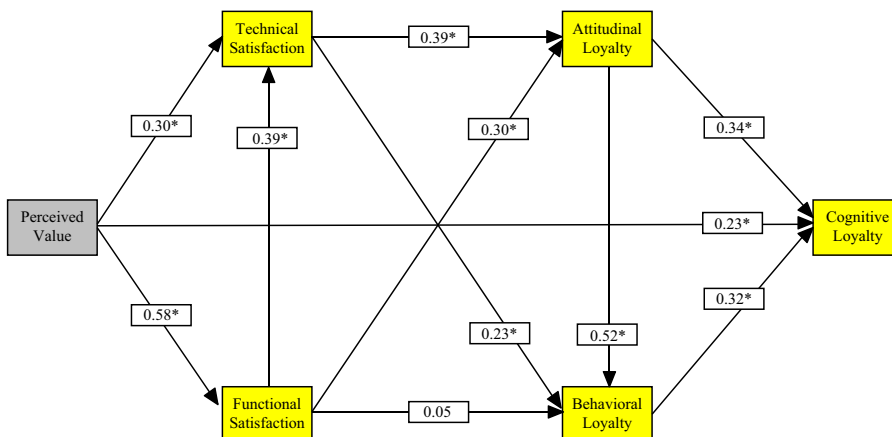 Technical
Satisfaction
0.39*
Attitudinal
Loyalty
0.30*
0.39*
0.30*
0.34*
Perceived
Value
0.23*
Cognitive
Loyalty
0.58*
0.23*
0.52*
0.32*
Functional
Satisfaction
0.05
Behavioral
Loyalty